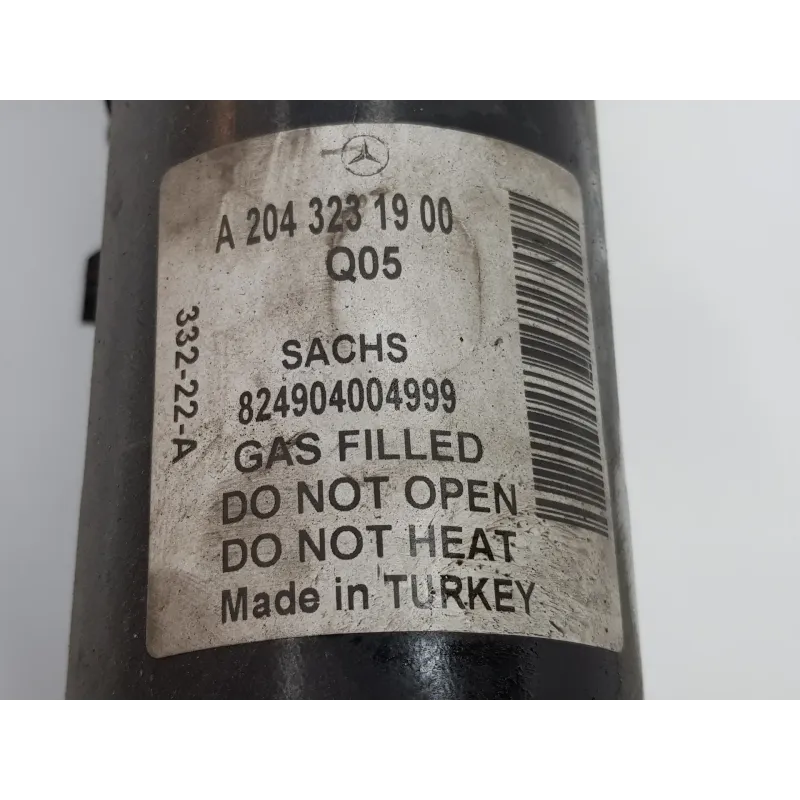 A 204 323 19 00
Q05
332-22-A
SACHS
824904004999
GAS FILLED
DO NOT OPEN
DO NOT HEAT
Made in TURKEY